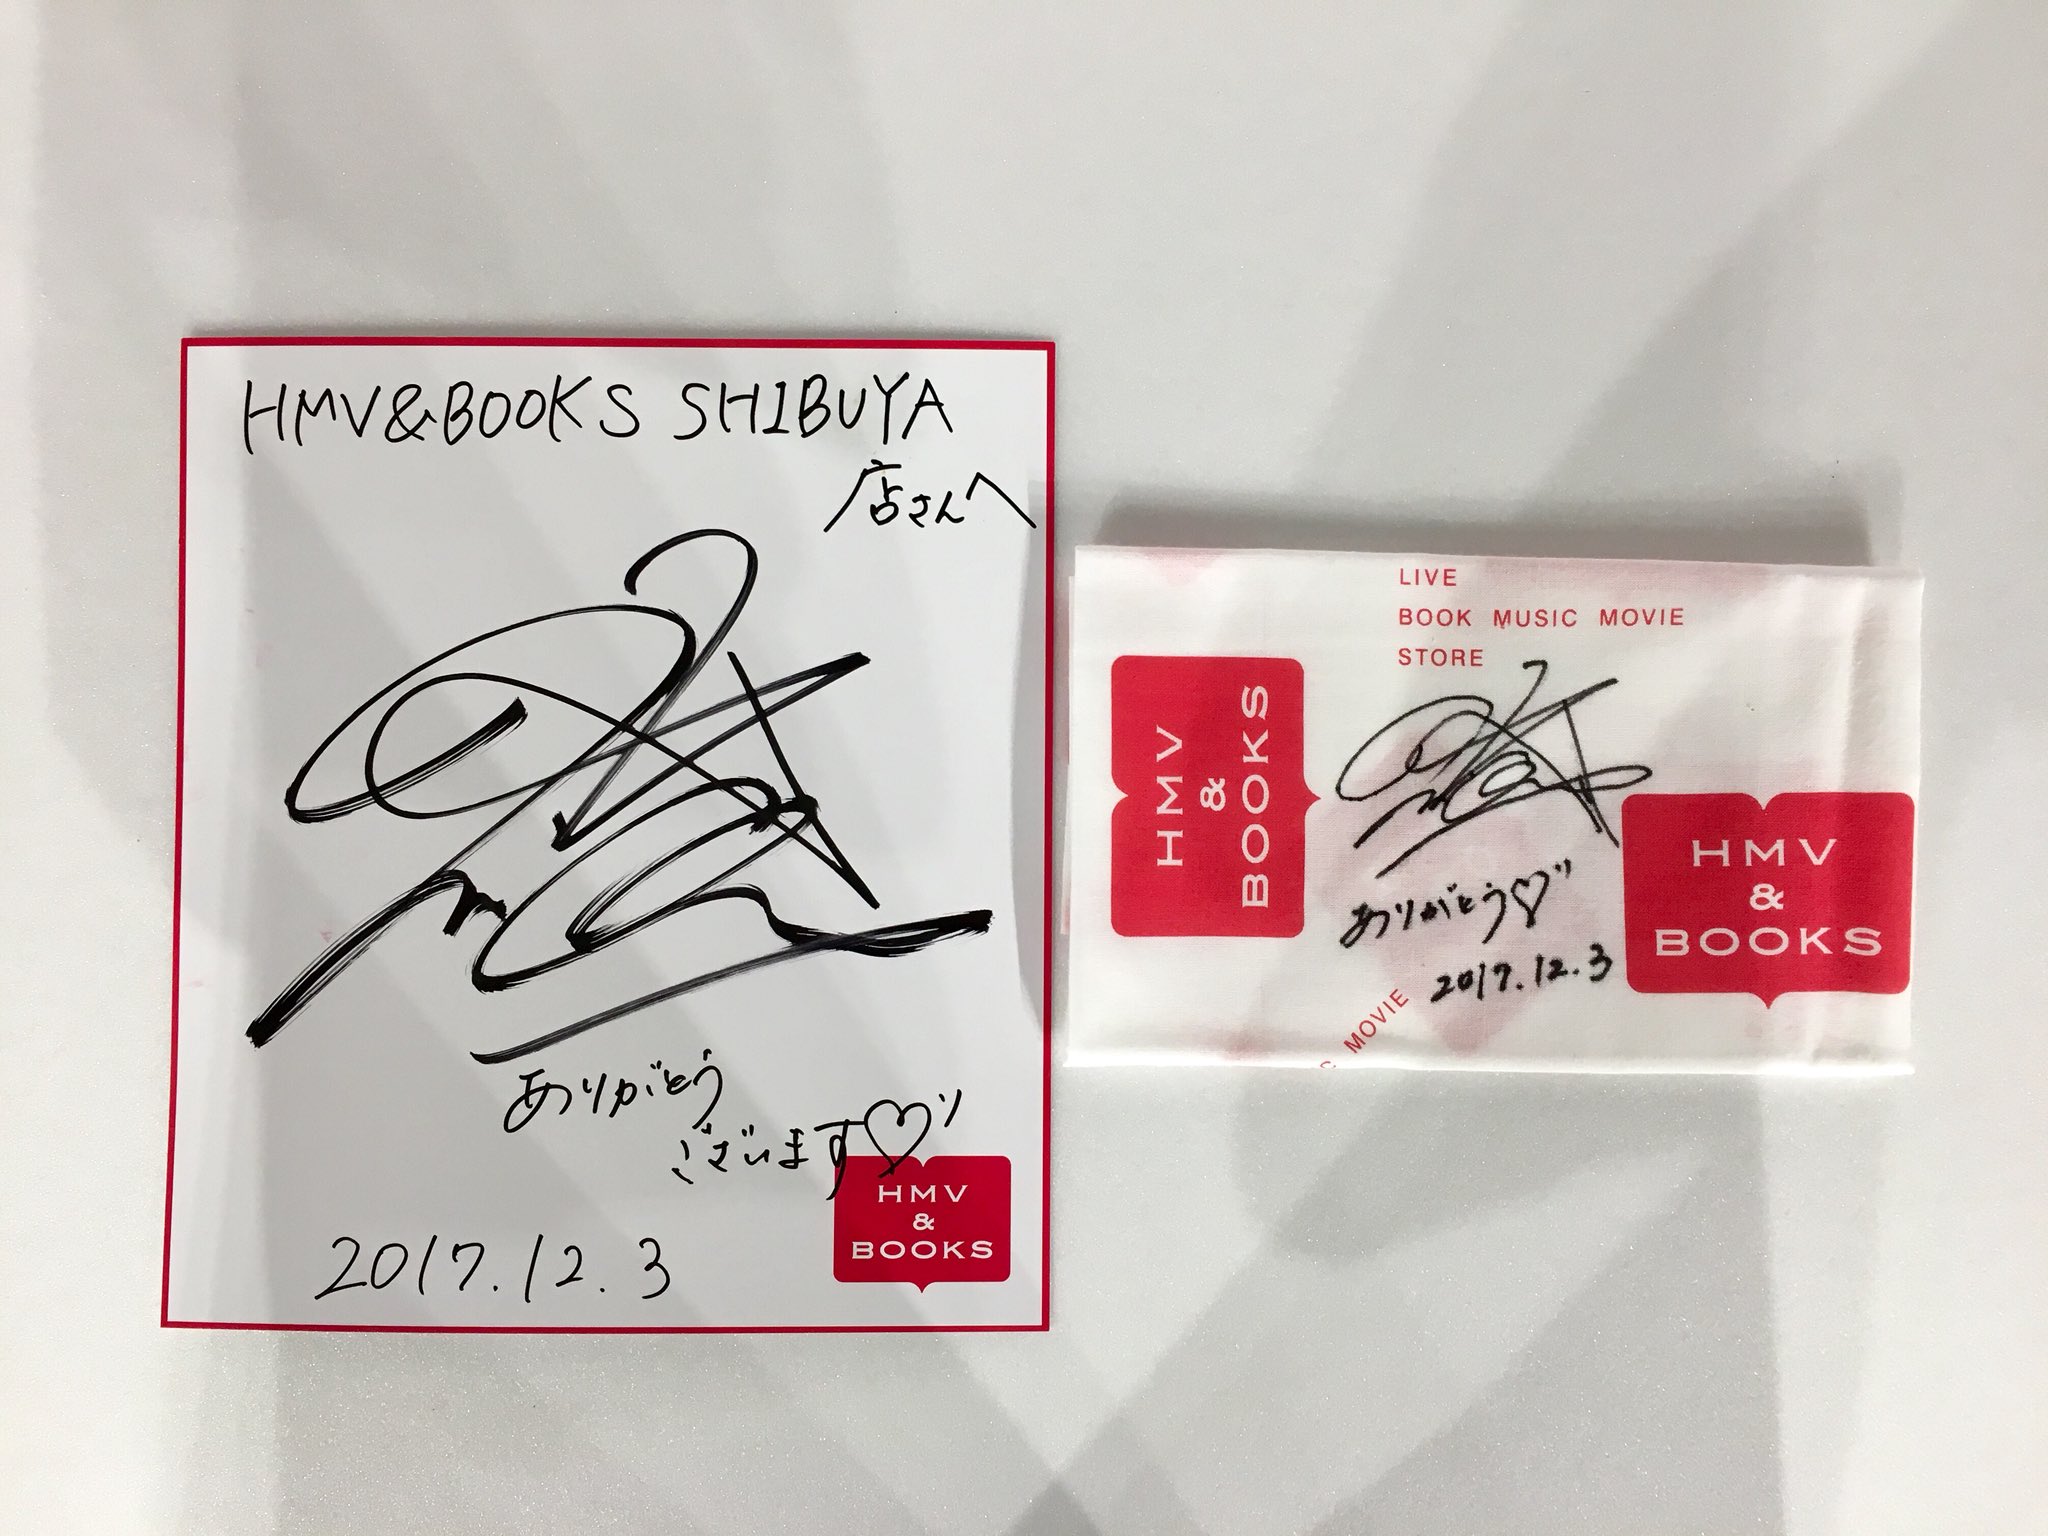 HMV&BOOKS SHIBUYA
店さんへ
ありがとう
ございます♡
2017.12.3
HMV
&
BOOKS
LIVE
BOOK MUSIC MOVIE
STORE
HMV
&
BOOKS
ありがとう♡
2017.12.3
HMV
&
BOOKS
C MOVIE